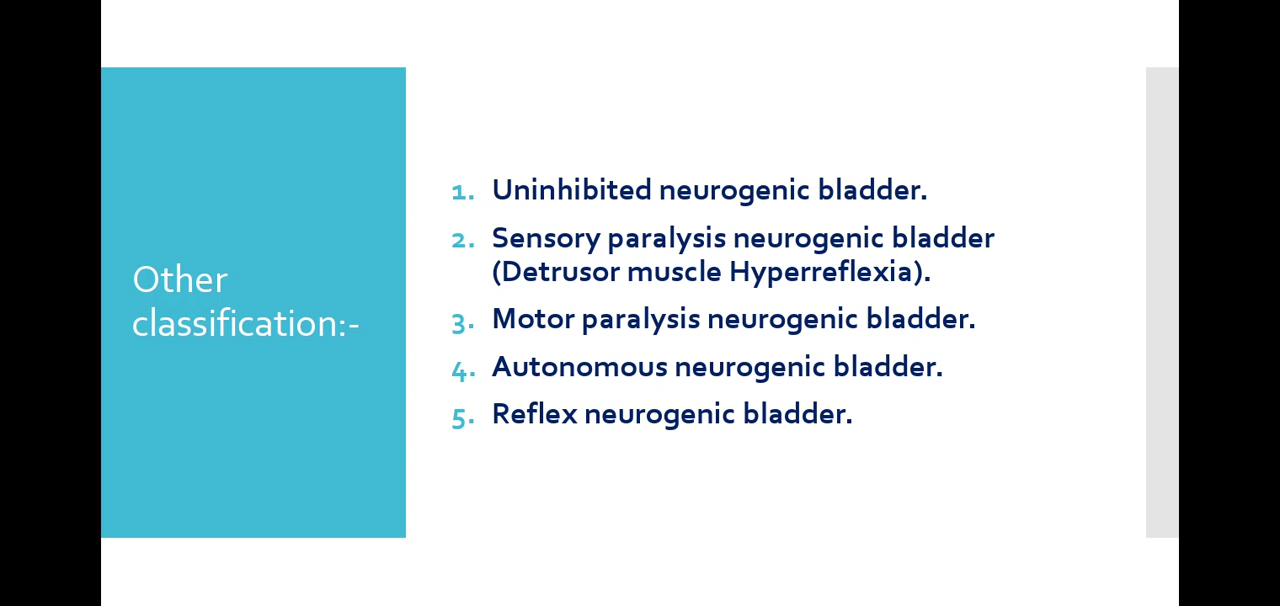 Other
classification:-
1. Uninhibited neurogenic bladder.
2. Sensory paralysis neurogenic bladder
(Detrusor muscle Hyperreflexia).
3. Motor paralysis neurogenic bladder.
4. Autonomous neurogenic bladder.
5. Reflex neurogenic bladder.